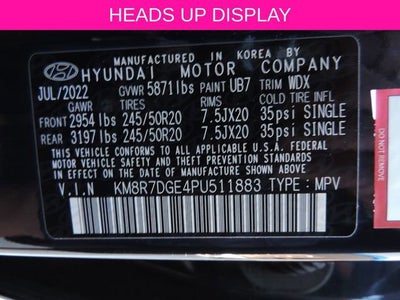 HEADS UP DISPLAY
MANUFACTURED IN KOREA BY
HYUNDAI MOTOR COMPANY
JUL/2022 GVWR 5871lbs PAINT UB7 TRIM WDX
GAWR TIRES RIMS COLD TIRE INFL
FRONT 2954 lbs 245/50R20 7.5JX20 35psi SINGLE
REAR 3197 lbs 245/50R20 7.5JX20 35psi SINGLE
THIS VEHICLE CONFORMS TO ALL APPLICABLE U.S.A. FEDERAL
MOTOR VEHICLE SAFETY AND THEFT PREVENTION STANDARDS
IN EFFECT ON THE DATE OF MANUFACTURE SHOWN ABOVE
V.I.N KM8R7DGE4PU511883 TYPE : MPV
DO NOT REMOVE